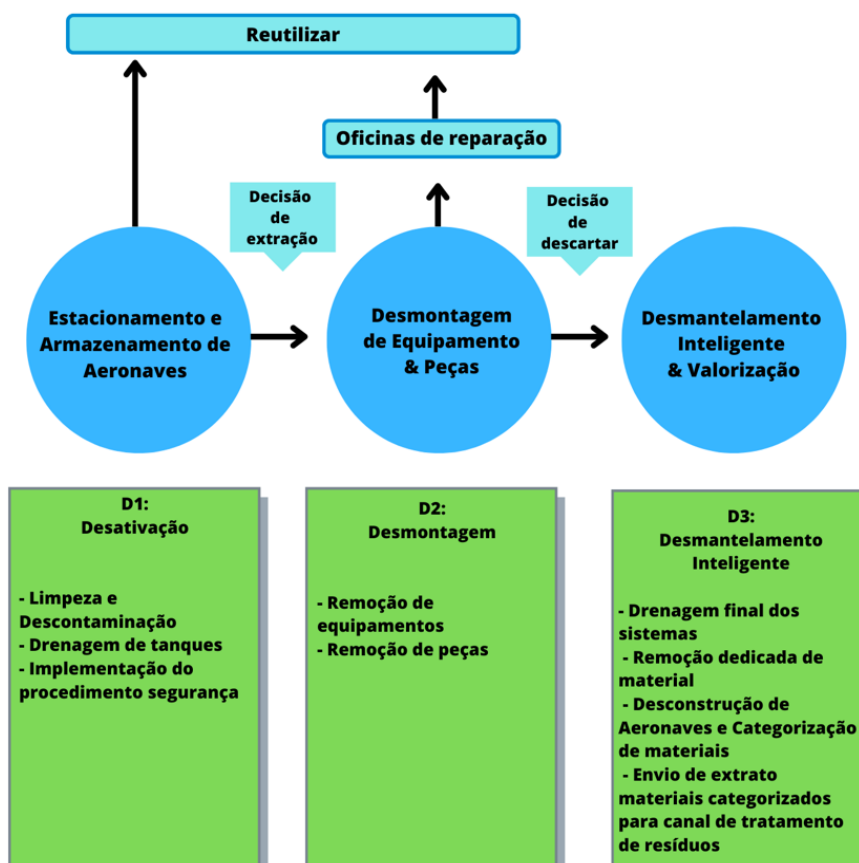 Reutilizar
Oficinas de reparação
Decisão
de
extração
Decisão
de
descartar
Estacionamento e
Armazenamento de
Aeronaves
Desmontagem
de Equipamento
& Peças
Desmantelamento
Inteligente
& Valorização
D1:
Desativação
- Limpeza e
Descontaminação
- Drenagem de tanques
- Implementação do
procedimento segurança
D2:
Desmontagem
- Remoção de
equipamentos
- Remoção de peças
D3:
Desmantelamento
Inteligente
- Drenagem final dos
sistemas
- Remoção dedicada de
material
- Desconstrução de
Aeronaves e Categorização
de materiais
- Envio de extrato
materiais categorizados
para canal de tratamento
de resíduos